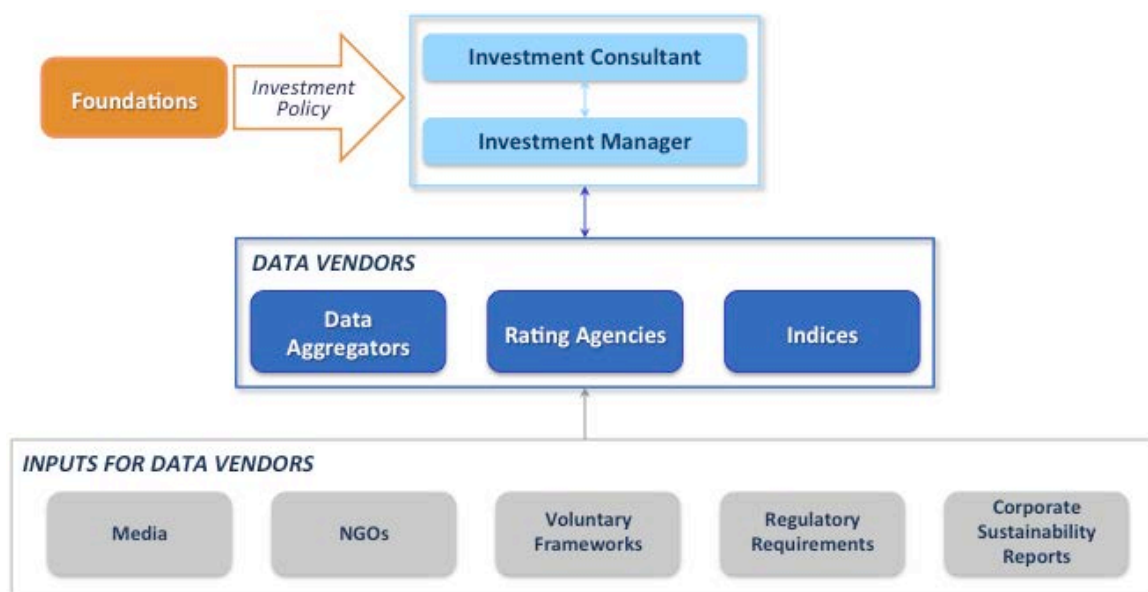 Foundations
Investment
Policy
Investment Consultant
Investment Manager
DATA VENDORS
Data
Aggregators
Rating Agencies
Indices
INPUTS FOR DATA VENDORS
Media
NGOs
Voluntary
Frameworks
Regulatory
Requirements
Corporate
Sustainability
Reports